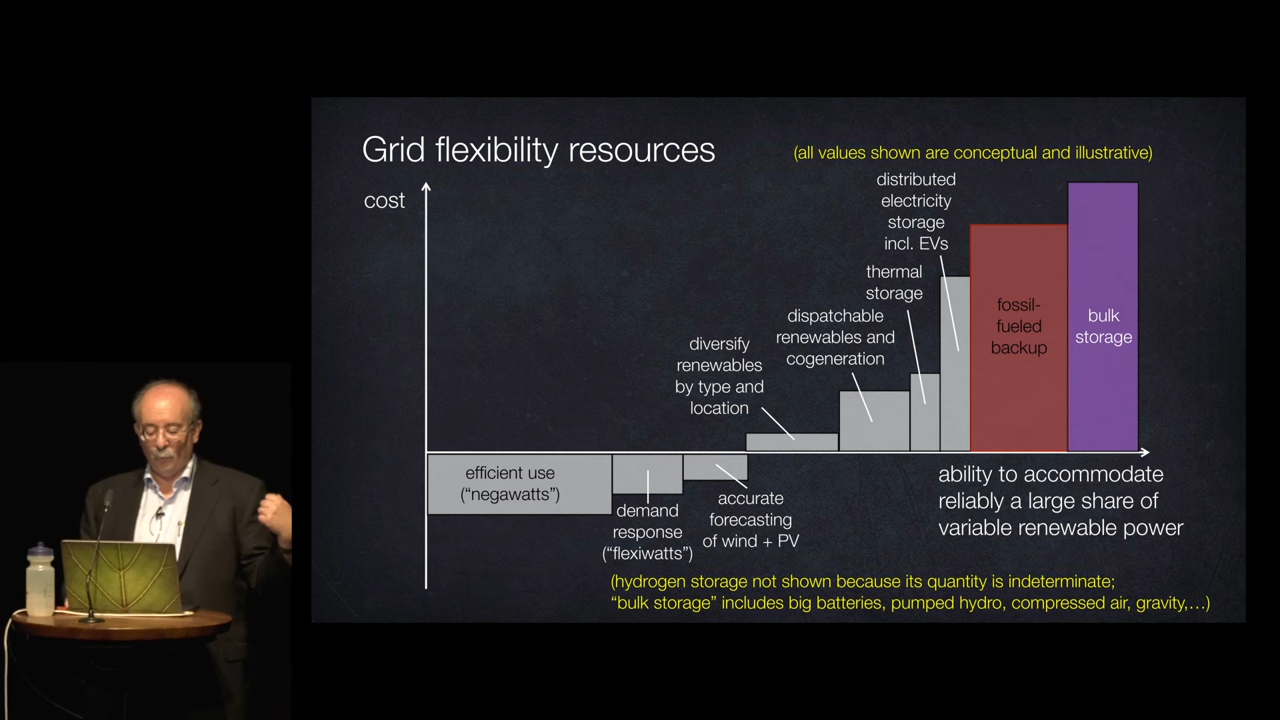 Grid flexibility resources
(all values shown are conceptual and illustrative)
cost
distributed
electricity
storage
incl. EVs
thermal
storage
dispatchable
renewables and
cogeneration
diversify
renewables
by type and
location
fossil-
fueled
backup
bulk
storage
efficient use
(“negawatts”)
demand
response
(“flexiwatts”)
accurate
forecasting
of wind + PV
ability to accommodate
reliably a large share of
variable renewable power
(hydrogen storage not shown because its quantity is indeterminate;
“bulk storage” includes big batteries, pumped hydro, compressed air, gravity,…)